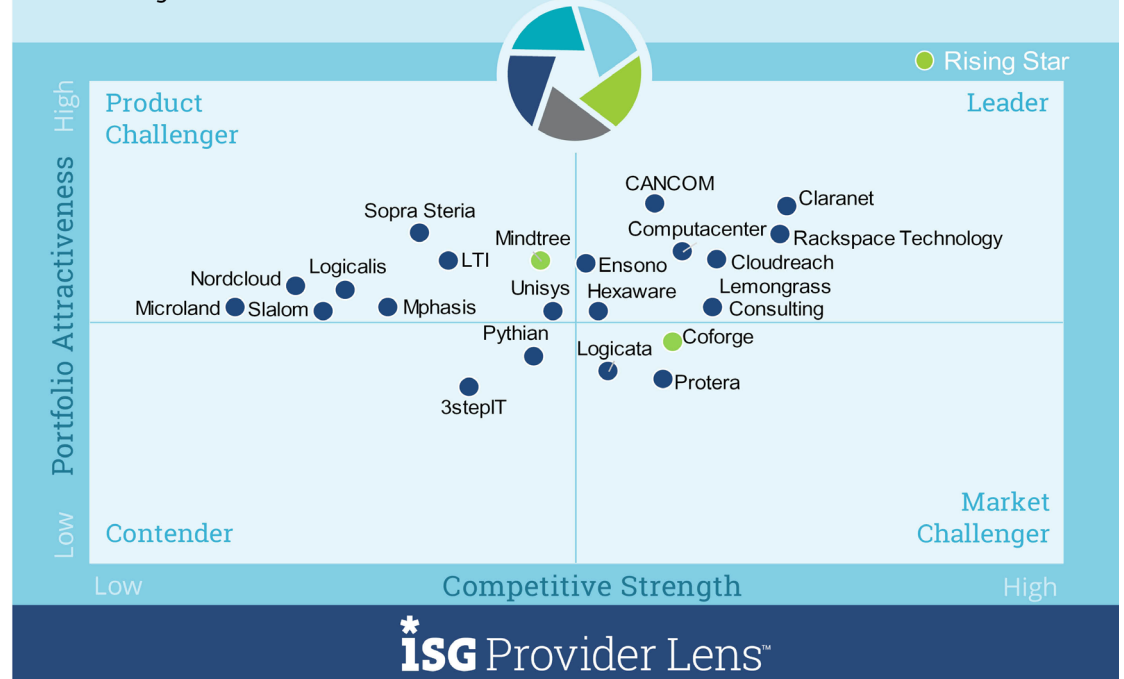 Rising Star
High
Product
Challenger
Leader
Portfolio Attractiveness
CANCOM
Claranet
Sopra Steria
Computacenter
Mindtree
Rackspace Technology
LTI
Ensono
Cloudreach
Nordcloud
Logicalis
Unisys
Hexaware
Lemongrass
Consulting
Microland
Slalom
Mphasis
Pythian
Logicata
Coforge
Protera
3stepIT
Low
Contender
Market
Challenger
Low
Competitive Strength
High
*ISG Provider Lens™